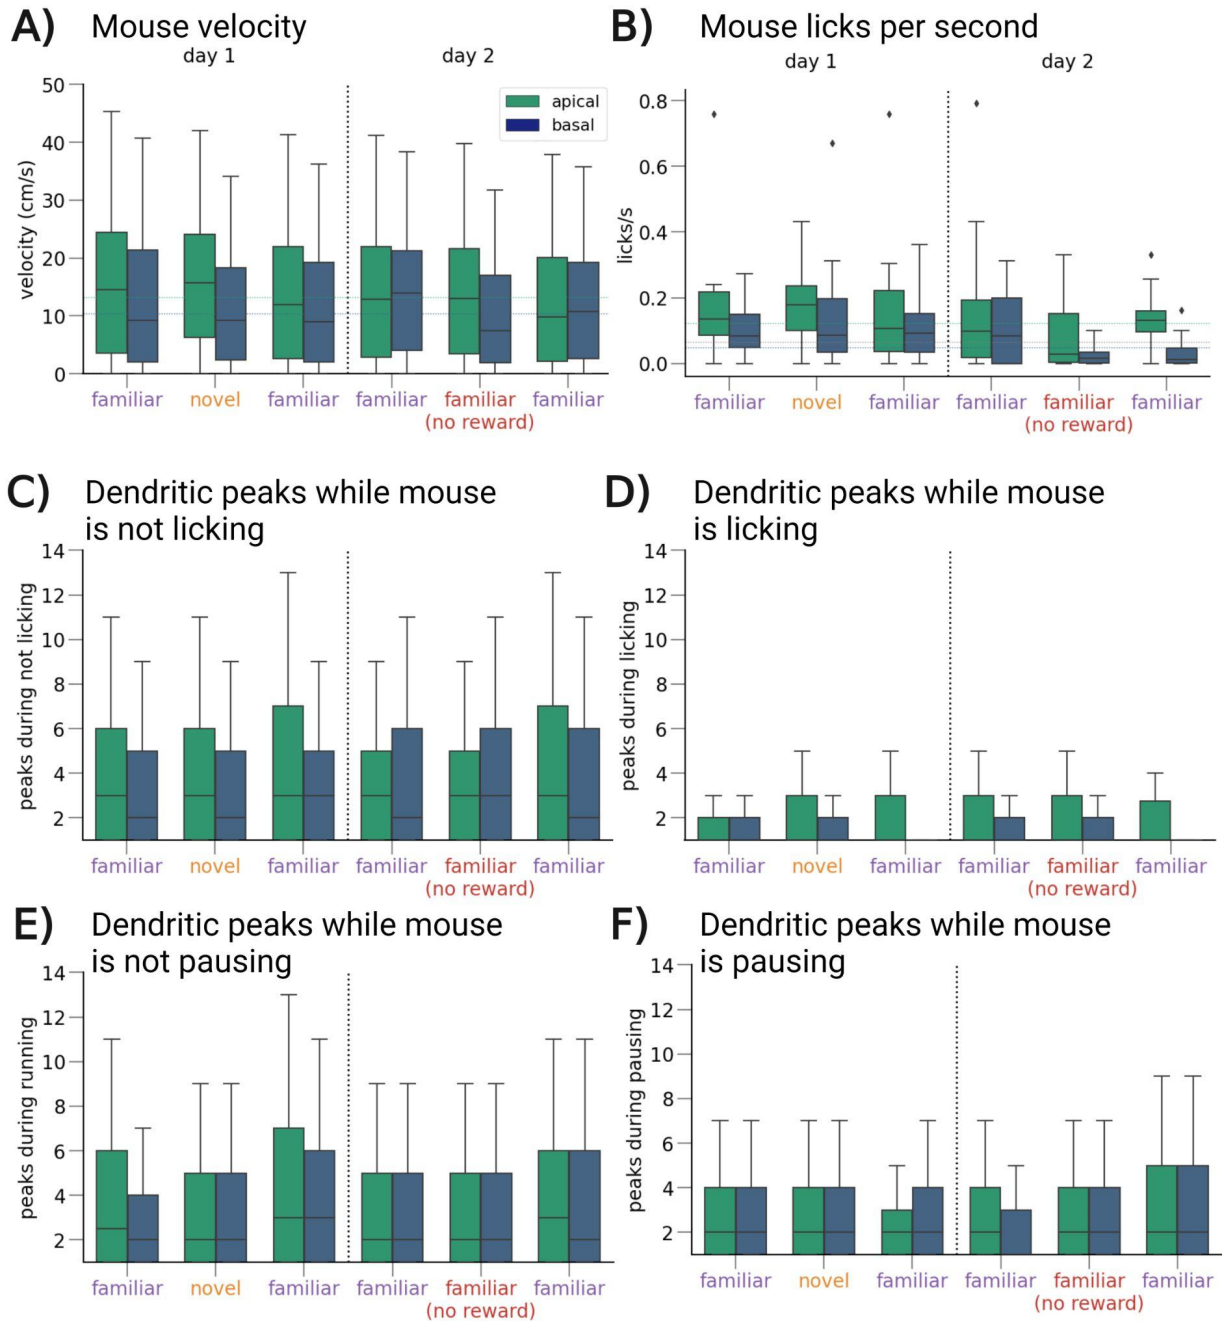 A) Mouse velocity
day 1
day 2
velocity (cm/s)
50
40
30
20
10
0
apical
basal
familiar
novel
familiar
familiar
familiar
(no reward)
familiar
B) Mouse licks per second
day 1
day 2
licks/s
0.8
0.6
0.4
0.2
0.0
familiar
novel
familiar
familiar
familiar
(no reward)
familiar
C) Dendritic peaks while mouse
is not licking
peaks during not licking
14
12
10
8
6
4
2
familiar
novel
familiar
familiar
familiar
(no reward)
familiar
D) Dendritic peaks while mouse
is licking
peaks during licking
14
12
10
8
6
4
2
familiar
novel
familiar
familiar
familiar
(no reward)
familiar
E) Dendritic peaks while mouse
is not pausing
peaks during running
14
12
10
8
6
4
2
familiar
novel
familiar
familiar
familiar
(no reward)
familiar
F) Dendritic peaks while mouse
is pausing
peaks during pausing
14
12
10
8
6
4
2
familiar
novel
familiar
familiar
familiar
(no reward)
familiar